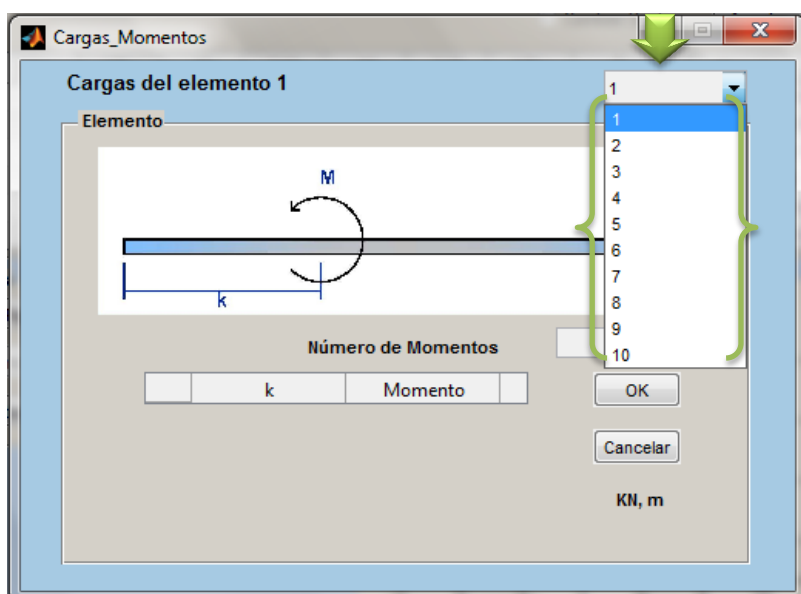 Cargas_Momentos
Cargas del elemento 1
1
Elemento
1
2
3
4
5
6
7
8
9
10
M
k
Número de Momentos
k Momento
OK
Cancelar
KN, m